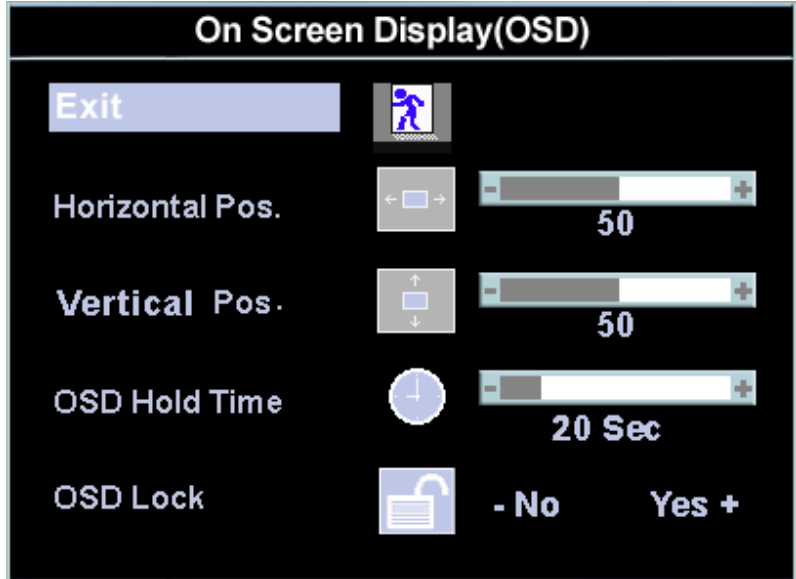 On Screen Display(OSD)
Exit
Horizontal Pos. - +
50
Vertical Pos. - +
50
OSD Hold Time - +
20 Sec
OSD Lock - No Yes +